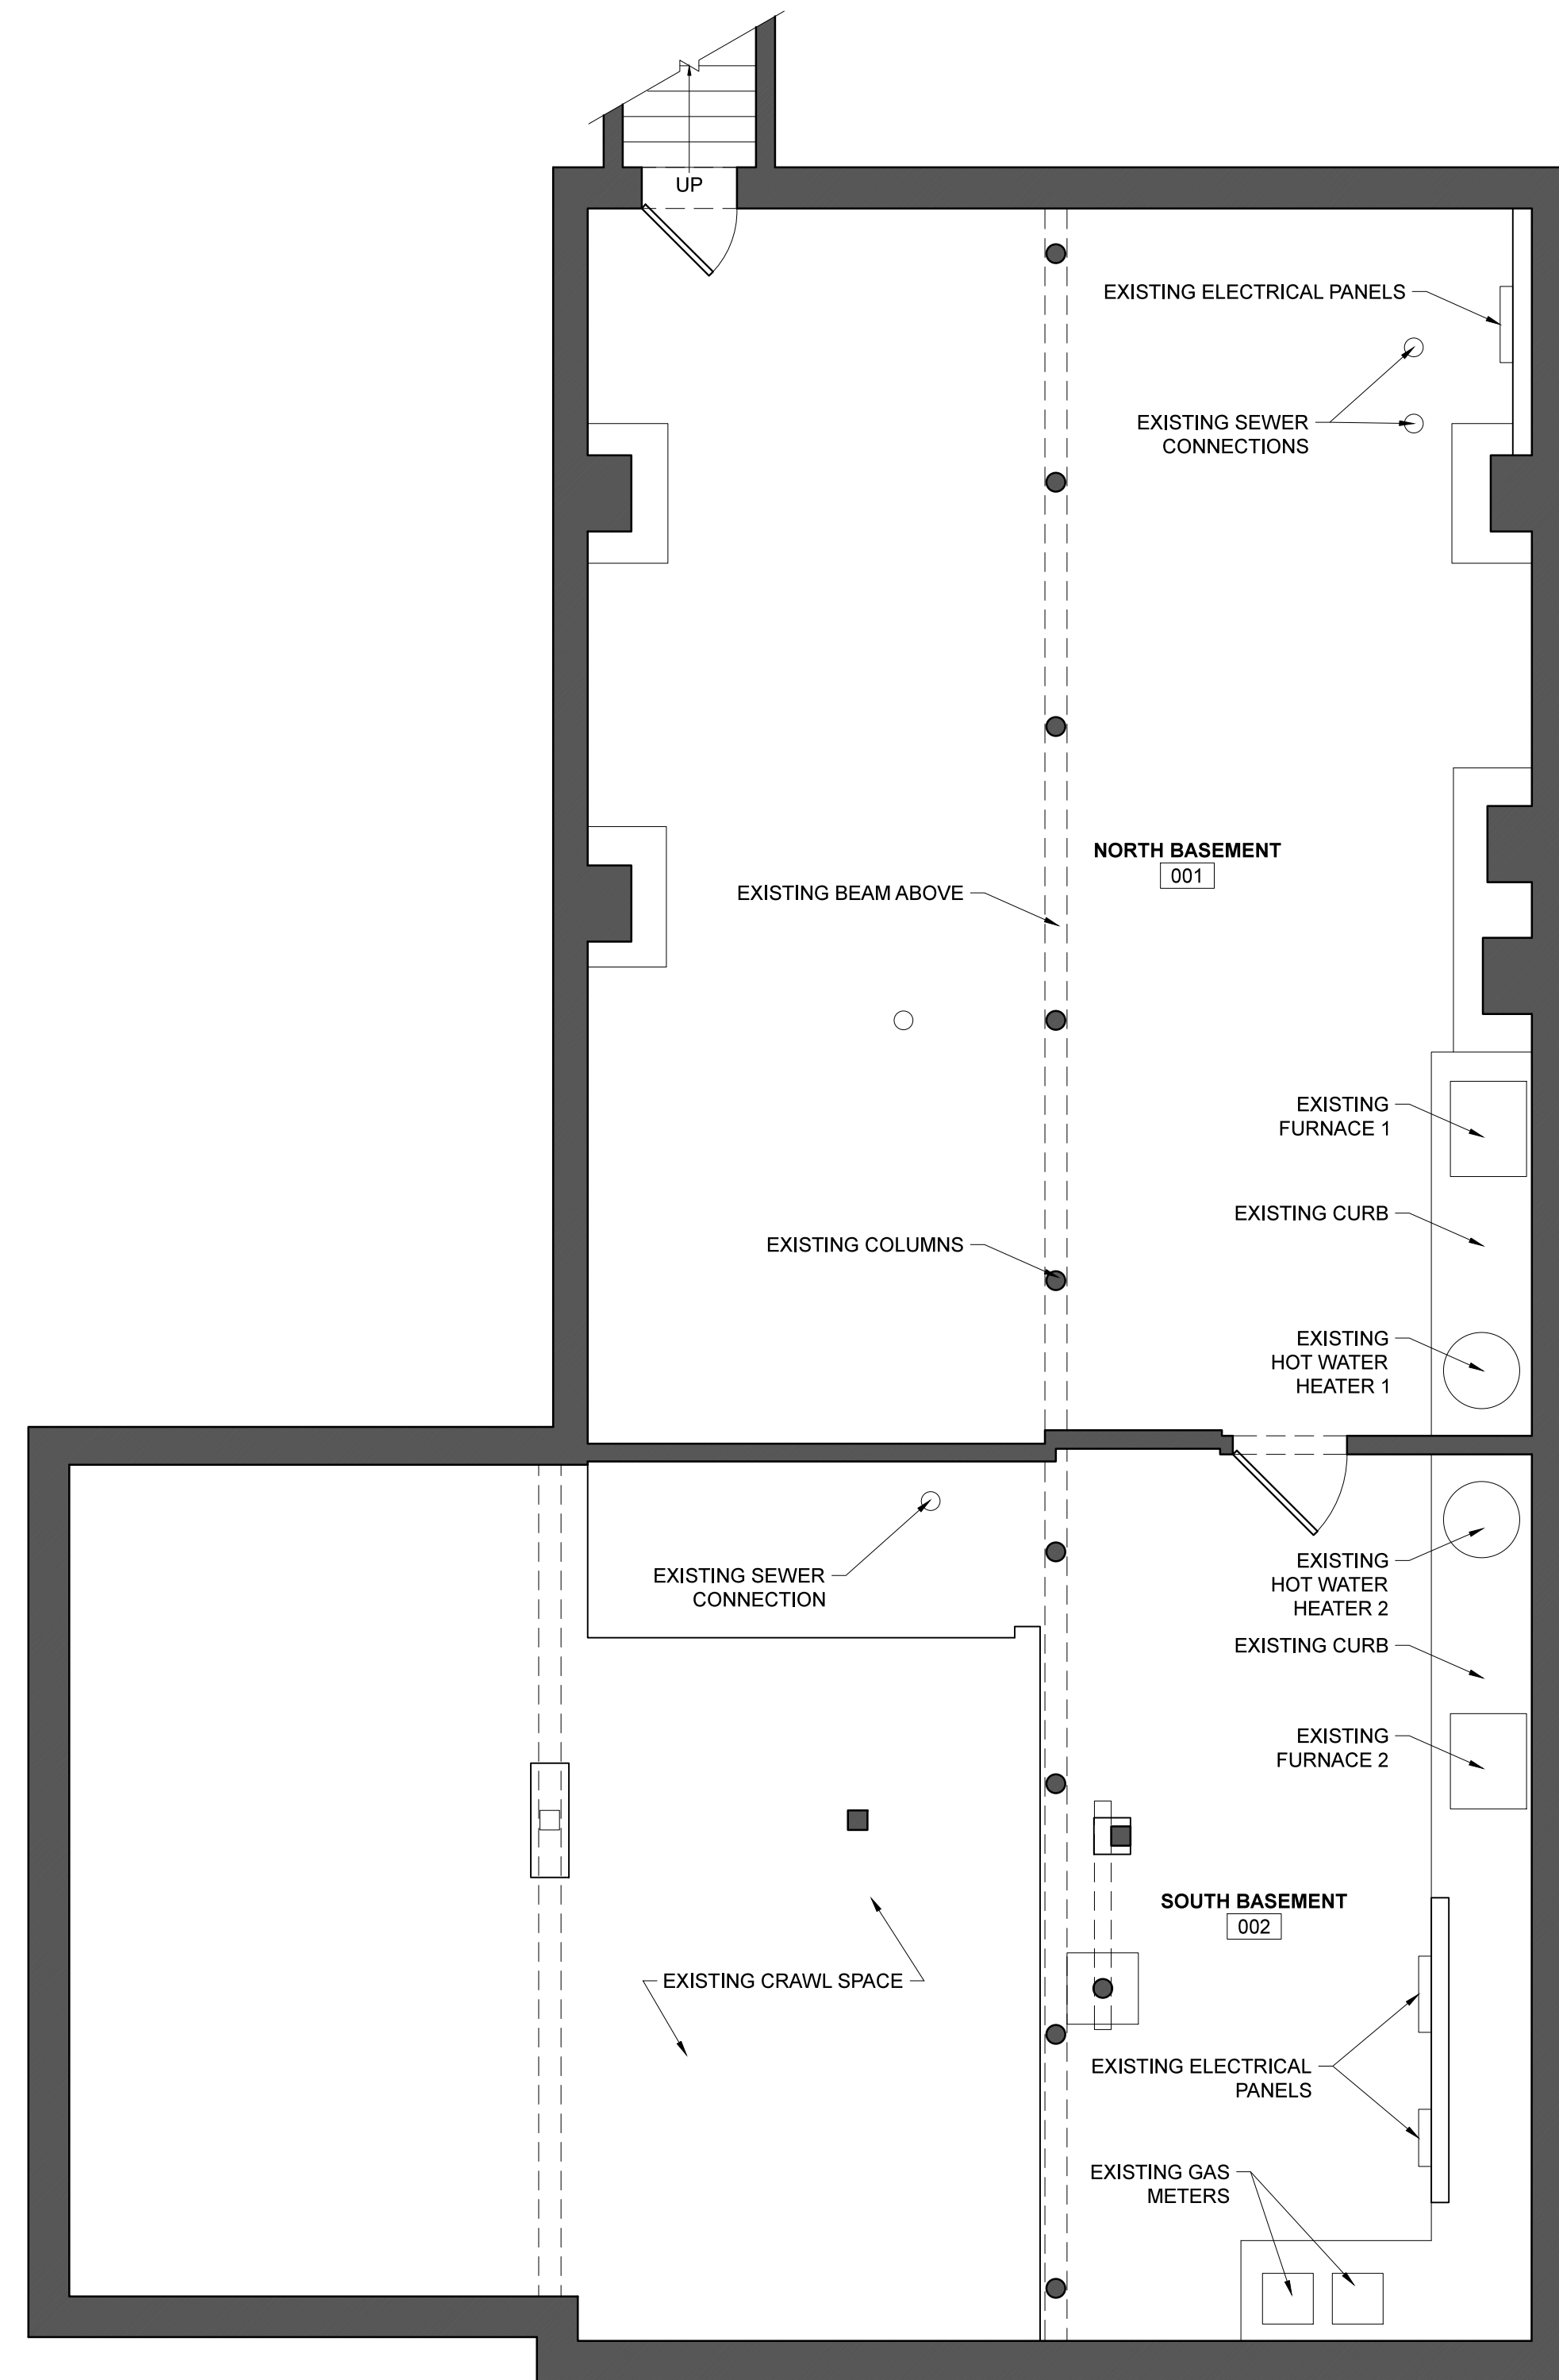 UP
EXISTING ELECTRICAL PANELS
EXISTING SEWER
CONNECTIONS
NORTH BASEMENT
001
EXISTING BEAM ABOVE
EXISTING
FURNACE 1
EXISTING CURB
EXISTING COLUMNS
EXISTING
HOT WATER
HEATER 1
EXISTING SEWER
CONNECTION
EXISTING
HOT WATER
HEATER 2
EXISTING CURB
EXISTING
FURNACE 2
SOUTH BASEMENT
002
EXISTING CRAWL SPACE
EXISTING ELECTRICAL
PANELS
EXISTING GAS
METERS